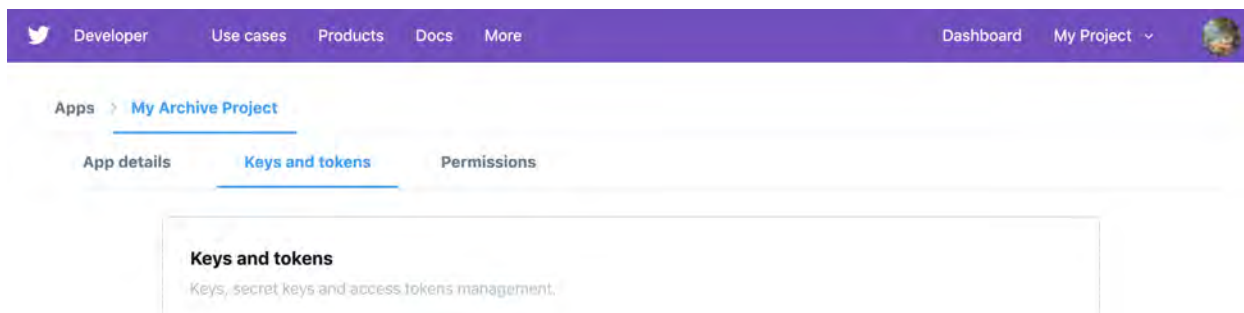 Developer Use cases Products Docs More Dashboard My Project
Apps > My Archive Project
App details Keys and tokens Permissions
Keys and tokens
Keys, secret keys and access tokens management.